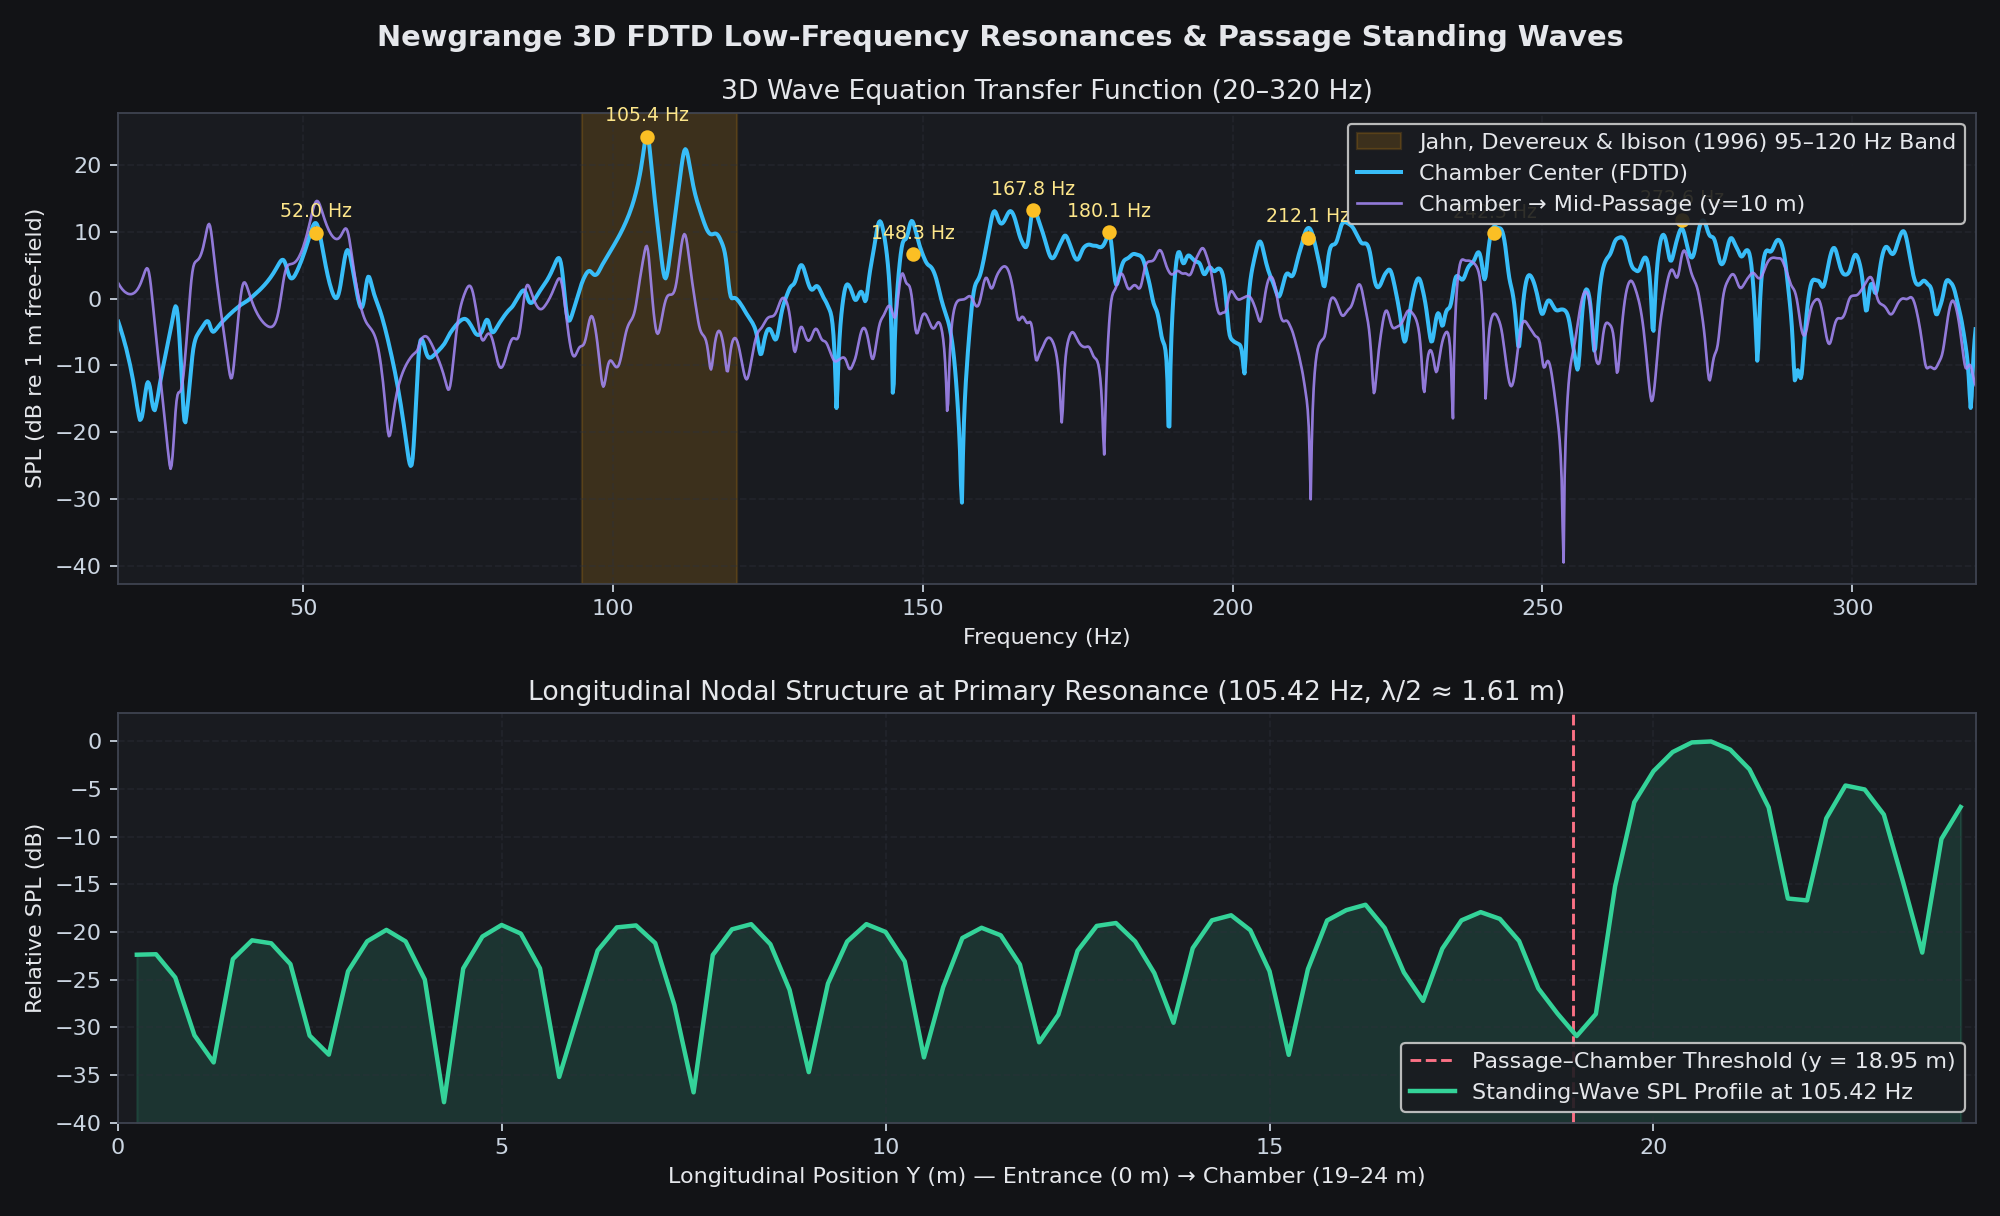 Newgrange 3D FDTD Low-Frequency Resonances & Passage Standing Waves
3D Wave Equation Transfer Function (20–320 Hz)
105.4 Hz
52.0 Hz
148.3 Hz
167.8 Hz
180.1 Hz
212.1 Hz
242.3 Hz
272.6 Hz
Jahn, Devereux & Ibison (1996) 95–120 Hz Band
Chamber Center (FDTD)
Chamber → Mid-Passage (y=10 m)
SPL (dB re 1 m free-field)
20
10
0
−10
−20
−30
−40
50
100
150
200
250
300
Frequency (Hz)
Longitudinal Nodal Structure at Primary Resonance (105.42 Hz, λ/2 ≈ 1.61 m)
Relative SPL (dB)
0
−5
−10
−15
−20
−25
−30
−35
−40
Passage–Chamber Threshold (y = 18.95 m)
Standing-Wave SPL Profile at 105.42 Hz
0
5
10
15
20
Longitudinal Position Y (m) — Entrance (0 m) → Chamber (19–24 m)